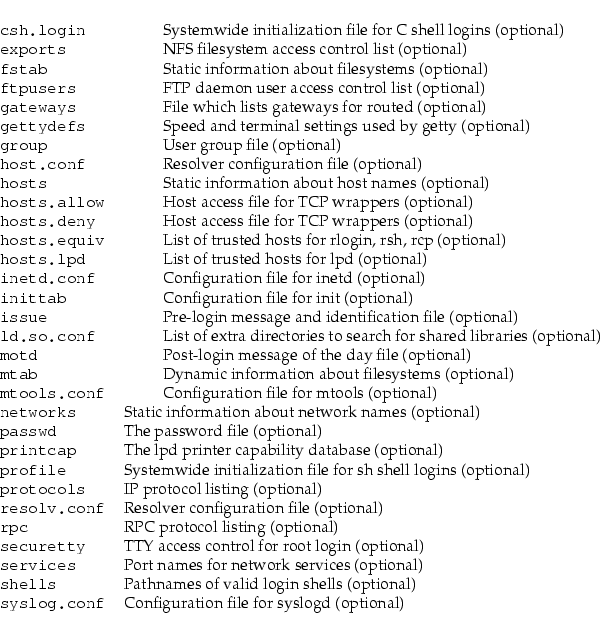 csh.login Systemwide initialization file for C shell logins (optional)
exports NFS filesystem access control list (optional)
fstab Static information about filesystems (optional)
ftpusers FTP daemon user access control list (optional)
gateways File which lists gateways for routed (optional)
gettydefs Speed and terminal settings used by getty (optional)
group User group file (optional)
host.conf Resolver configuration file (optional)
hosts Static information about host names (optional)
hosts.allow Host access file for TCP wrappers (optional)
hosts.deny Host access file for TCP wrappers (optional)
hosts.equiv List of trusted hosts for rlogin, rsh, rcp (optional)
hosts.lpd List of trusted hosts for lpd (optional)
inetd.conf Configuration file for inetd (optional)
inittab Configuration file for init (optional)
issue Pre-login message and identification file (optional)
ld.so.conf List of extra directories to search for shared libraries (optional)
motd Post-login message of the day file (optional)
mtab Dynamic information about filesystems (optional)
mtools.conf Configuration file for mtools (optional)
networks Static information about network names (optional)
passwd The password file (optional)
printcap The lpd printer capability database (optional)
profile Systemwide initialization file for sh shell logins (optional)
protocols IP protocol listing (optional)
resolv.conf Resolver configuration file (optional)
rpc RPC protocol listing (optional)
securetty TTY access control for root login (optional)
services Port names for network services (optional)
shells Pathnames of valid login shells (optional)
syslog.conf Configuration file for syslogd (optional)